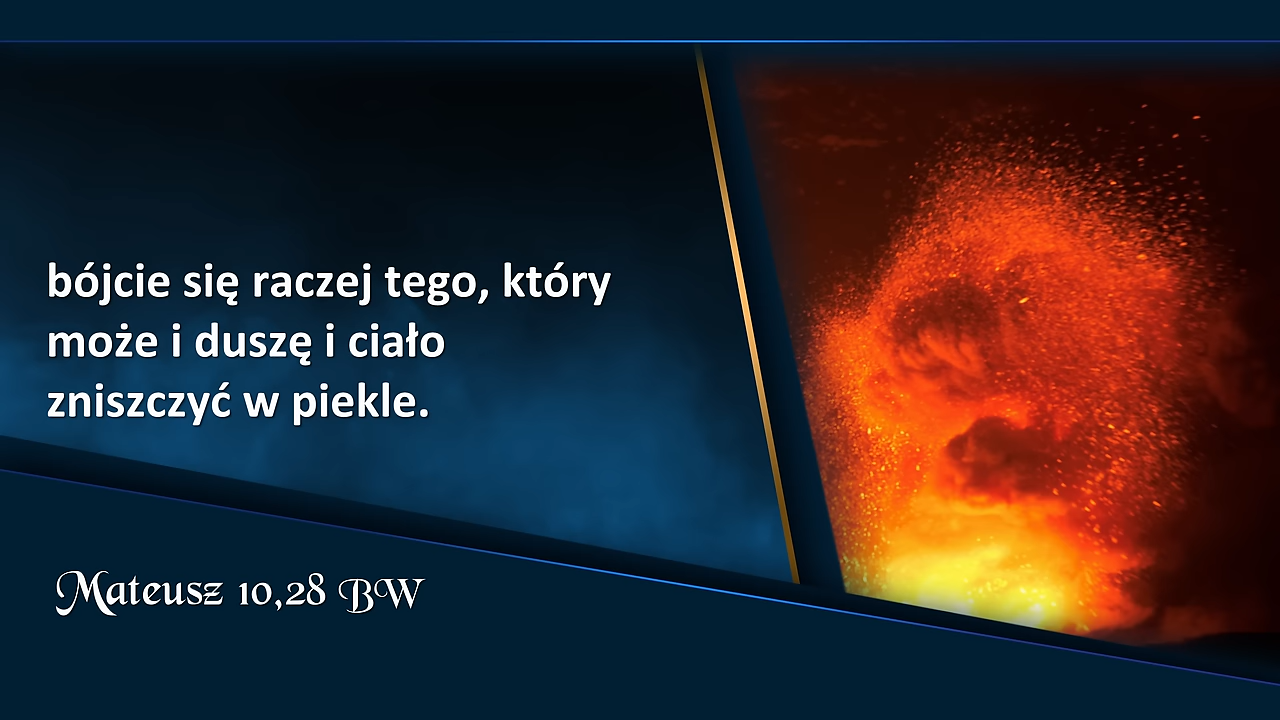 bójcie się raczej tego, który
może i duszę i ciało
zniszczyć w piekle.
Mateusz 10,28 BW